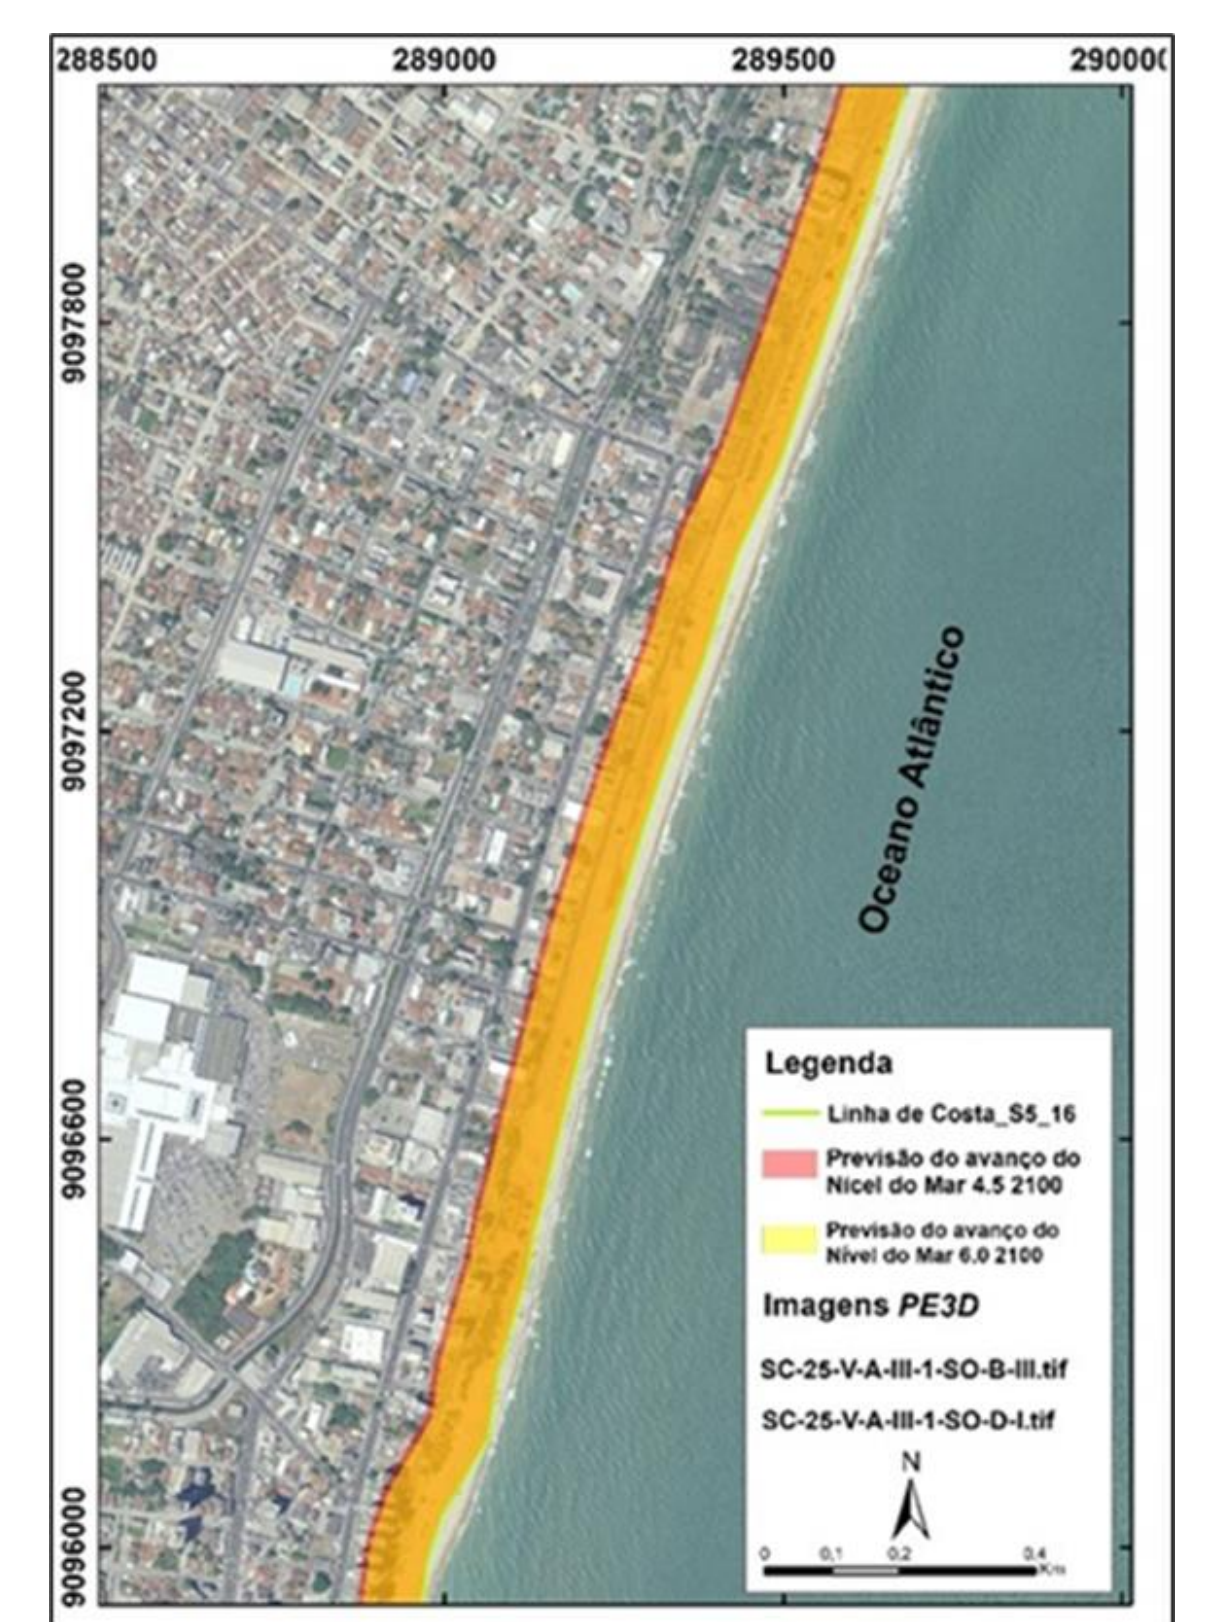 288500 289000 289500 29000(
9097800
9097200
9096900
9096000
Oceano Atlântico
Legenda
Linha de Costa_S5_16
Previsão do avanço do
Nícel do Mar 4.5 2100
Previsão do avanço do
Nível do Mar 6.0 2100
Imagens PE3D
SC-25-V-A-III-1-SO-B-III.tif
SC-25-V-A-III-1-SO-D-I.tif
N
0 0,1 0,2 0,4
Km